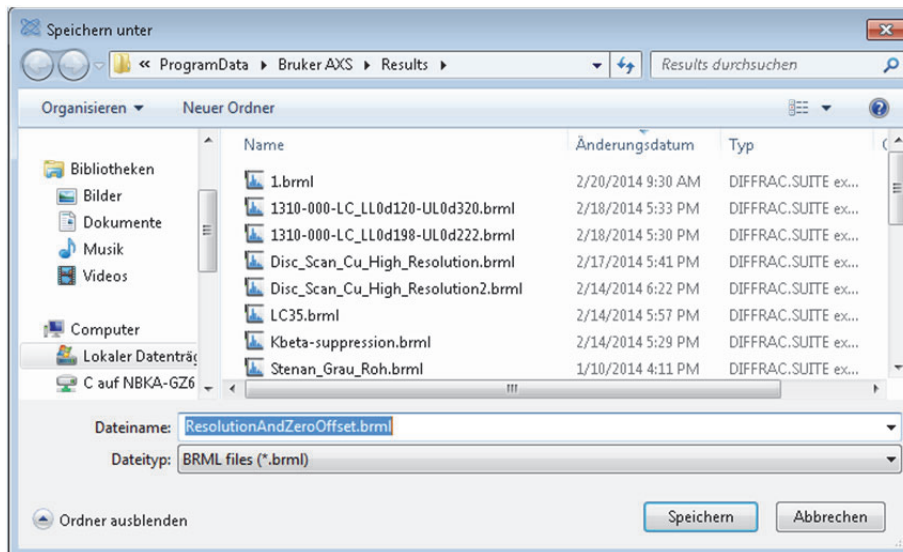 Speichern unter
« ProgramData ▸ Bruker AXS ▸ Results ▸
Results durchsuchen
Organisieren ▾ Neuer Ordner
Name Änderungsdatum Typ
Bibliotheken
Bilder
Dokumente
Musik
Videos
Computer
Lokaler Datenträg
C auf NBKA-GZ6
1.brml 2/20/2014 9:30 AM DIFFRAC.SUITE ex...
1310-000-LC_LL0d120-UL0d320.brml 2/18/2014 5:33 PM DIFFRAC.SUITE ex...
1310-000-LC_LL0d198-UL0d222.brml 2/18/2014 5:30 PM DIFFRAC.SUITE ex...
Disc_Scan_Cu_High_Resolution.brml 2/17/2014 5:41 PM DIFFRAC.SUITE ex...
Disc_Scan_Cu_High_Resolution2.brml 2/14/2014 6:22 PM DIFFRAC.SUITE ex...
LC35.brml 2/14/2014 5:57 PM DIFFRAC.SUITE ex...
Kbeta-suppression.brml 2/14/2014 5:29 PM DIFFRAC.SUITE ex...
Stenan_Grau_Roh.brml 1/10/2014 4:11 PM DIFFRAC.SUITE ex...
Dateiname: ResolutionAndZeroOffset.brml
Dateityp: BRML files (*.brml)
Ordner ausblenden
Speichern Abbrechen